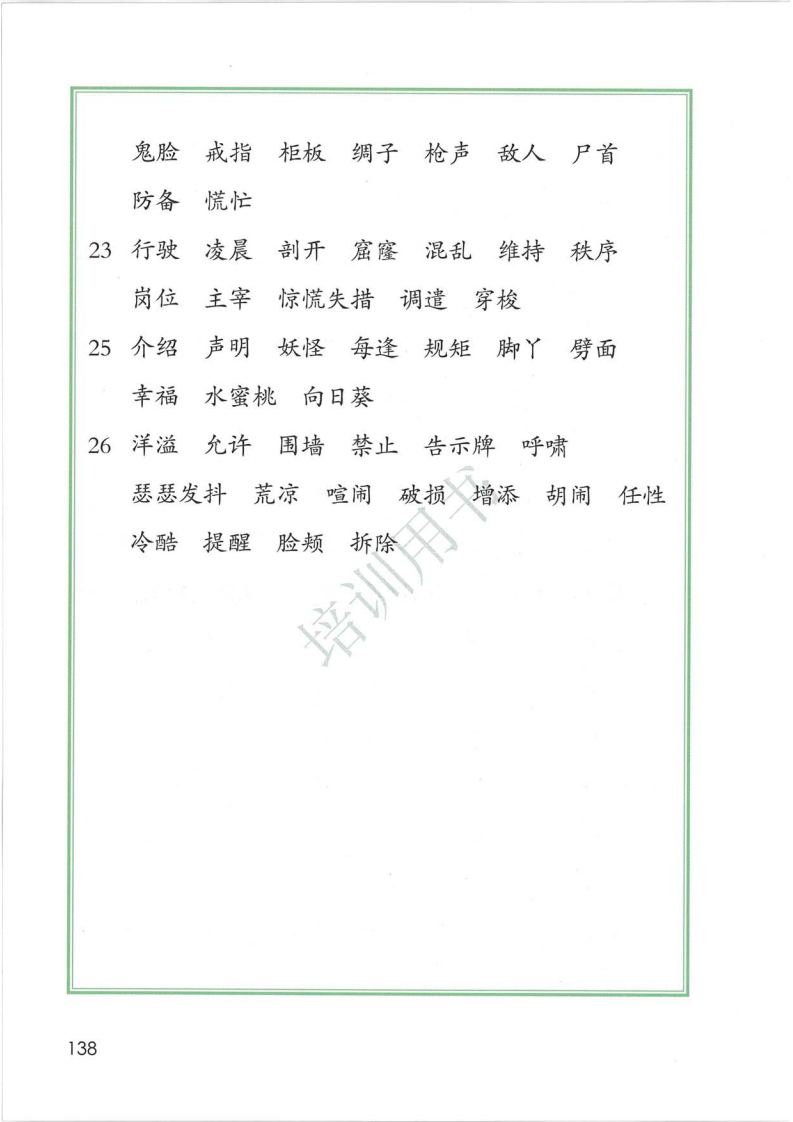 鬼脸 戒指 柜板 绸子 枪声 敌人 尸首
防备 慌忙
23 行驶 凌晨 剖开 窟窿 混乱 维持 秩序
岗位 主宰 惊慌失措 调遣 穿梭
25 介绍 声明 妖怪 每逢 规矩 脚丫 劈面
幸福 水蜜桃 向日葵
26 洋溢 允许 围墙 禁止 告示牌 呼啸
瑟瑟发抖 荒凉 喧闹 破损 增添 胡闹 任性
冷酷 提醒 脸颊 拆除
培训用书
138